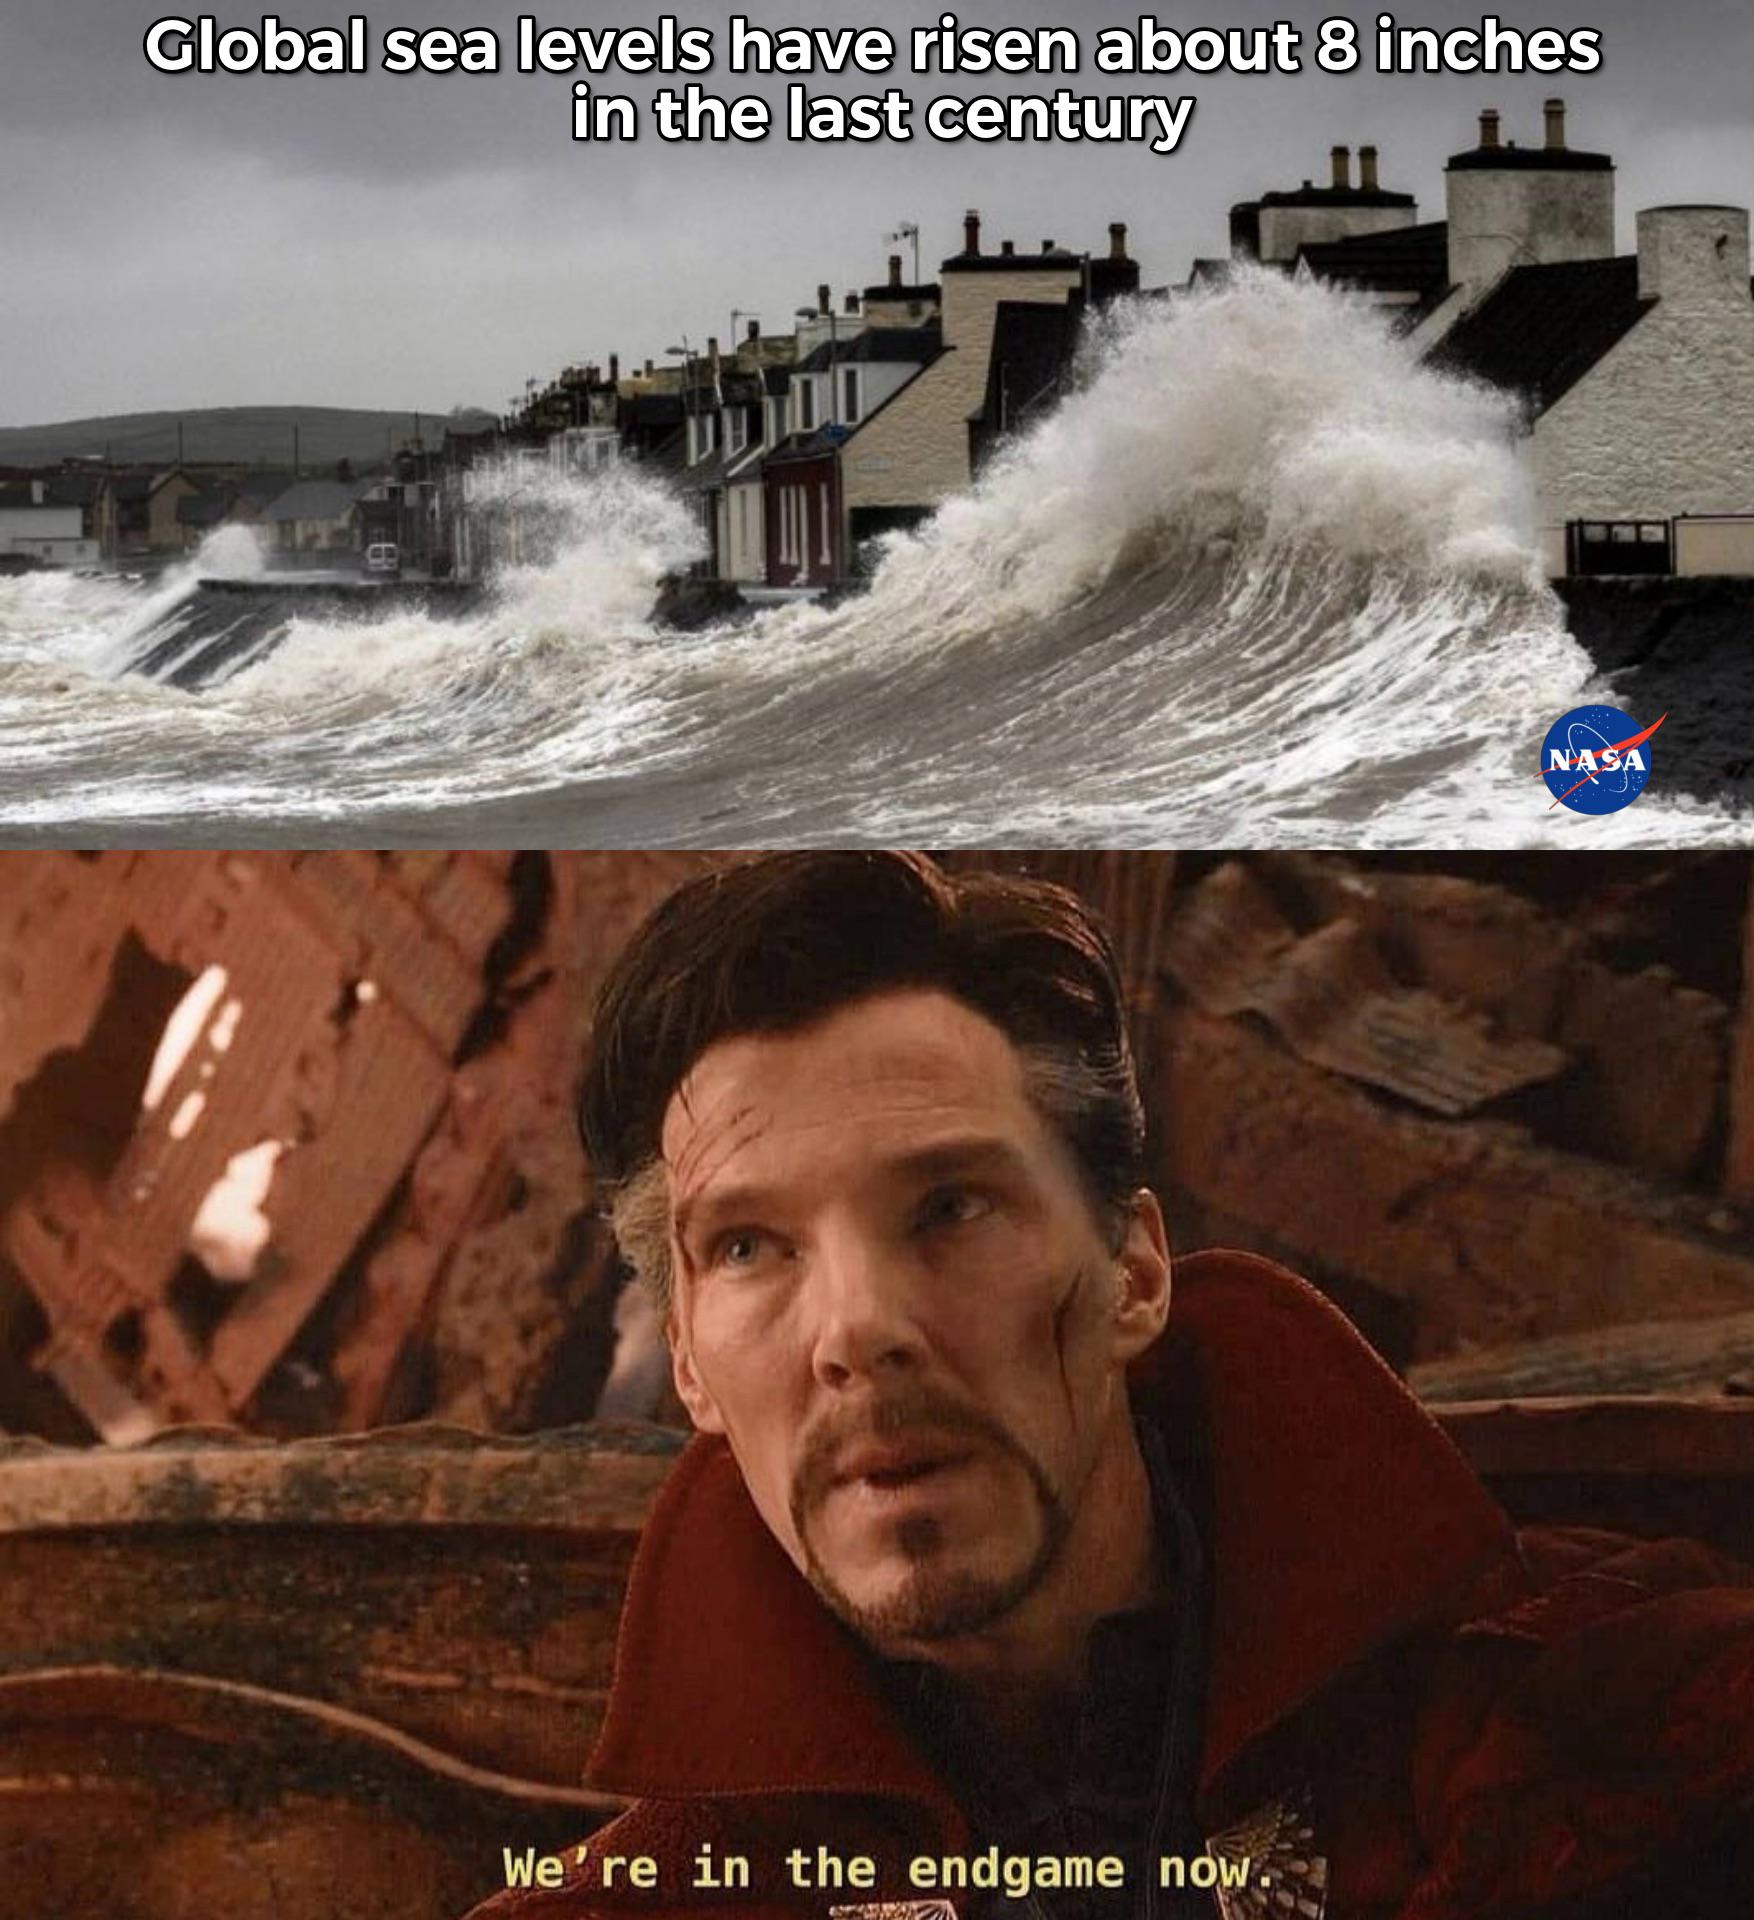 Global sea levels have risen about 8 inches
in the last century
NASA
We're in the endgame now.